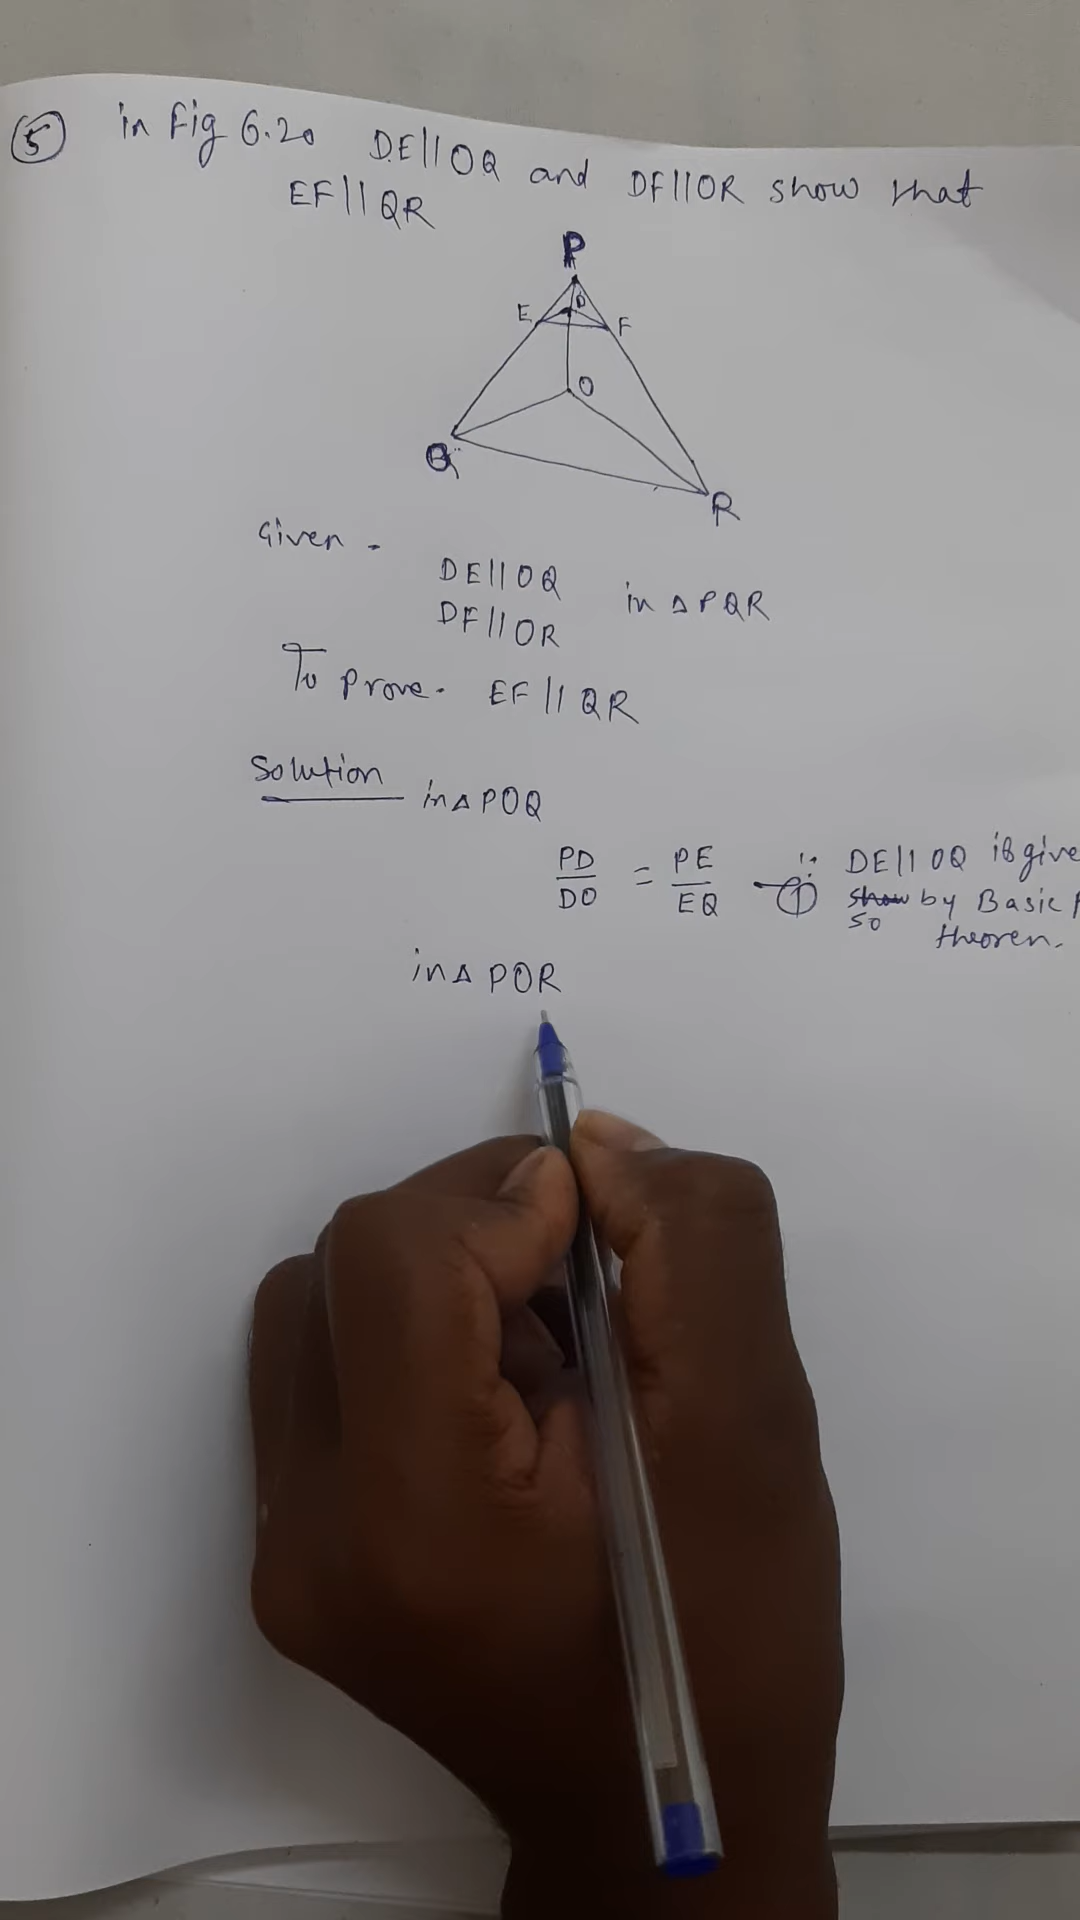 5 in Fig 6.20 DE||OQ and DF||OR show that
EF||QR
P
E D F
O
Q
R
Given -
DE||OQ
DF||OR in Δ PQR
To prove - EF || QR
Solution in Δ POQ
PD/DO = PE/EQ — ① ∵ DE||OQ is give
so by Basic
theoren.
in Δ POR